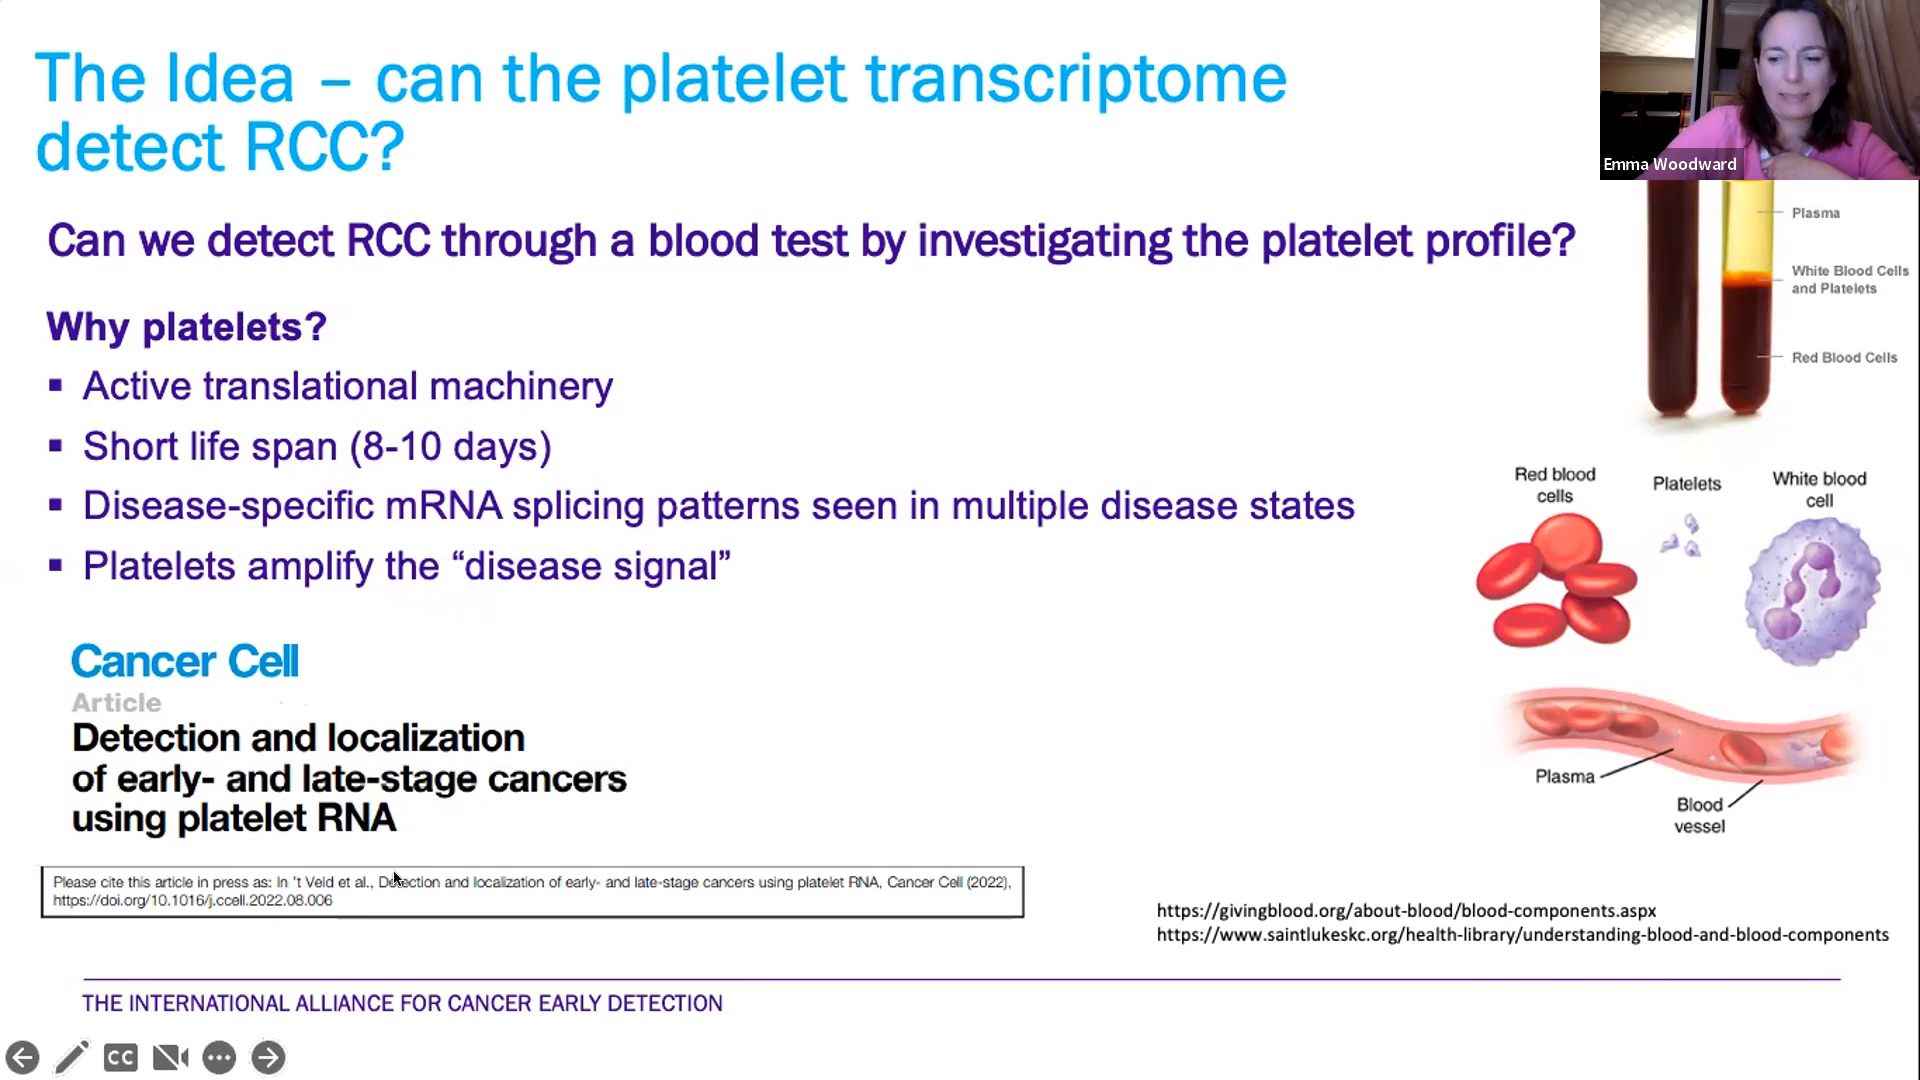 The Idea – can the platelet transcriptome
detect RCC?
Emma Woodward
Can we detect RCC through a blood test by investigating the platelet profile?
Plasma
White Blood Cells
and Platelets
Red Blood Cells
Why platelets?
▪ Active translational machinery
▪ Short life span (8-10 days)
▪ Disease-specific mRNA splicing patterns seen in multiple disease states
▪ Platelets amplify the “disease signal”
Red blood
cells
Platelets
White blood
cell
Plasma
Blood
vessel
Cancer Cell
Article
Detection and localization
of early- and late-stage cancers
using platelet RNA
Please cite this article in press as: In 't Veld et al., Detection and localization of early- and late-stage cancers using platelet RNA, Cancer Cell (2022),
https://doi.org/10.1016/j.ccell.2022.08.006
https://givingblood.org/about-blood/blood-components.aspx
https://www.saintlukeskc.org/health-library/understanding-blood-and-blood-components
THE INTERNATIONAL ALLIANCE FOR CANCER EARLY DETECTION
CC